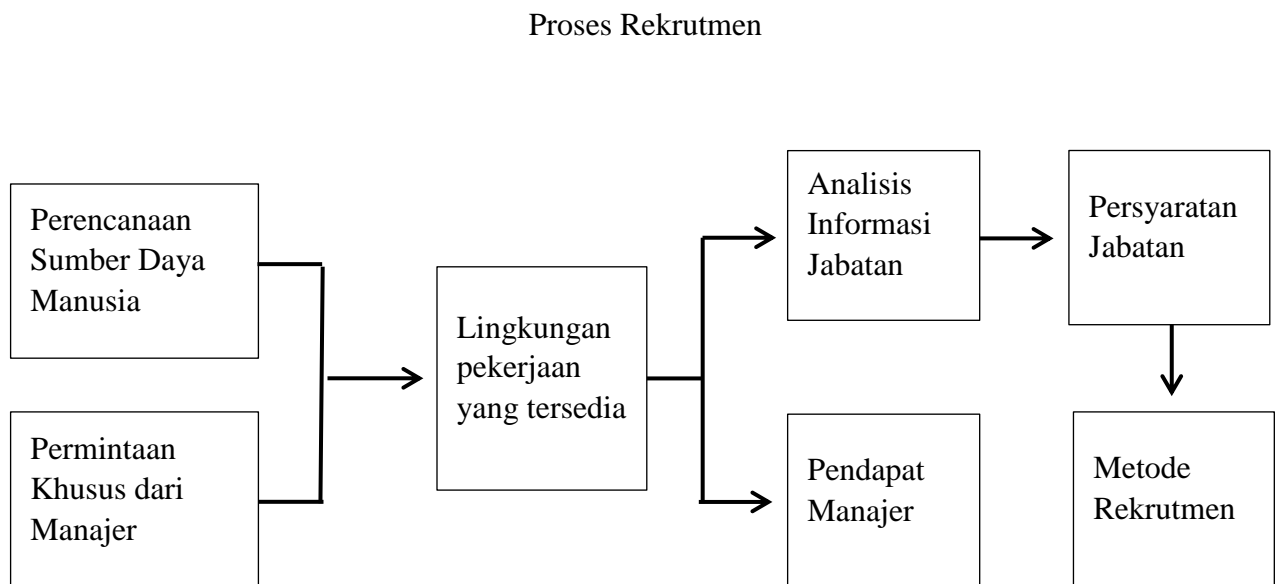 Proses Rekrutmen
Perencanaan
Sumber Daya
Manusia
Permintaan
Khusus dari
Manajer
Lingkungan
pekerjaan
yang tersedia
Analisis
Informasi
Jabatan
Pendapat
Manajer
Persyaratan
Jabatan
Metode
Rekrutmen